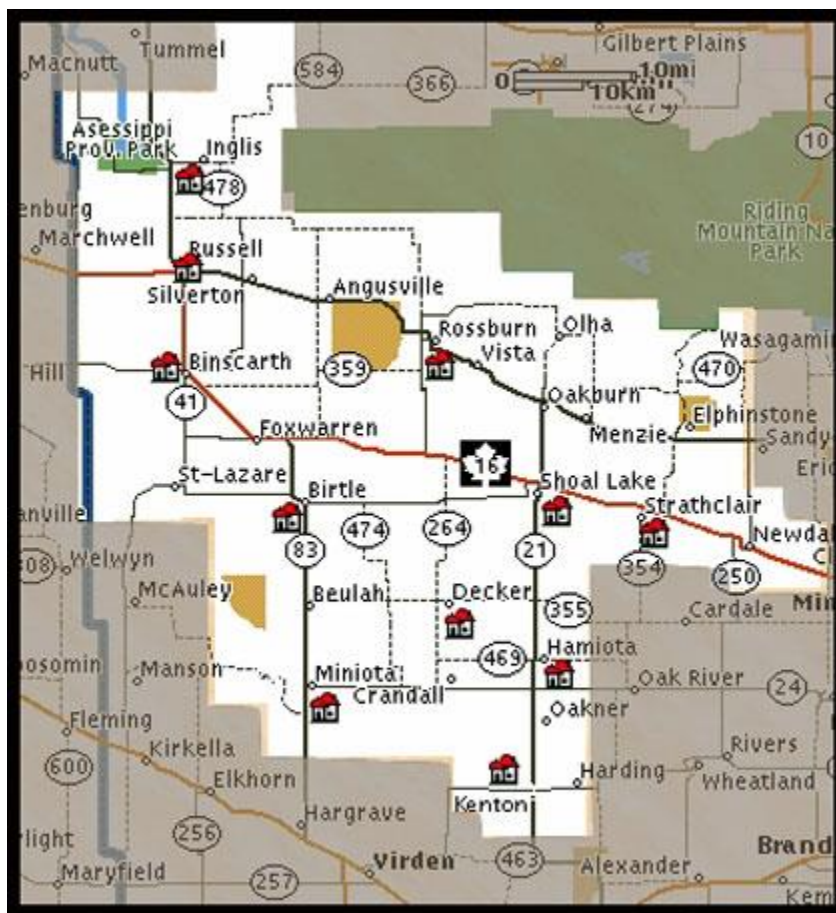 Tummel
Gilbert Plains
Macnutt
584
366
0
10mi
10km
274
10
Asessippi
Prov. Park
Inglis
478
enburg
Marchwell
Riding
Mountain Na
Park
Russell
Silverton
Angusville
Rossburn
Olha
Vista
Wasagamin
Hill
Binscarth
359
470
41
Oakburn
Elphinstone
Menzie
Sandy
Foxwarren
Eric
16
St-Lazare
Shoal Lake
Birtle
Strathclair
anville
83
474
264
21
Newda
C
Welwyn
308
354
250
McAuley
Beulah
Decker
355
Min
Cardale
Hamiota
469
oosomin
Manson
Miniota
Crandall
Oak River
24
Oakner
Fleming
Kirkella
Rivers
600
Elkhorn
Harding
Wheatland
Kenton
Hargrave
256
Brand
rylight
Virden
463
Alexander
Maryfield
257
Kem